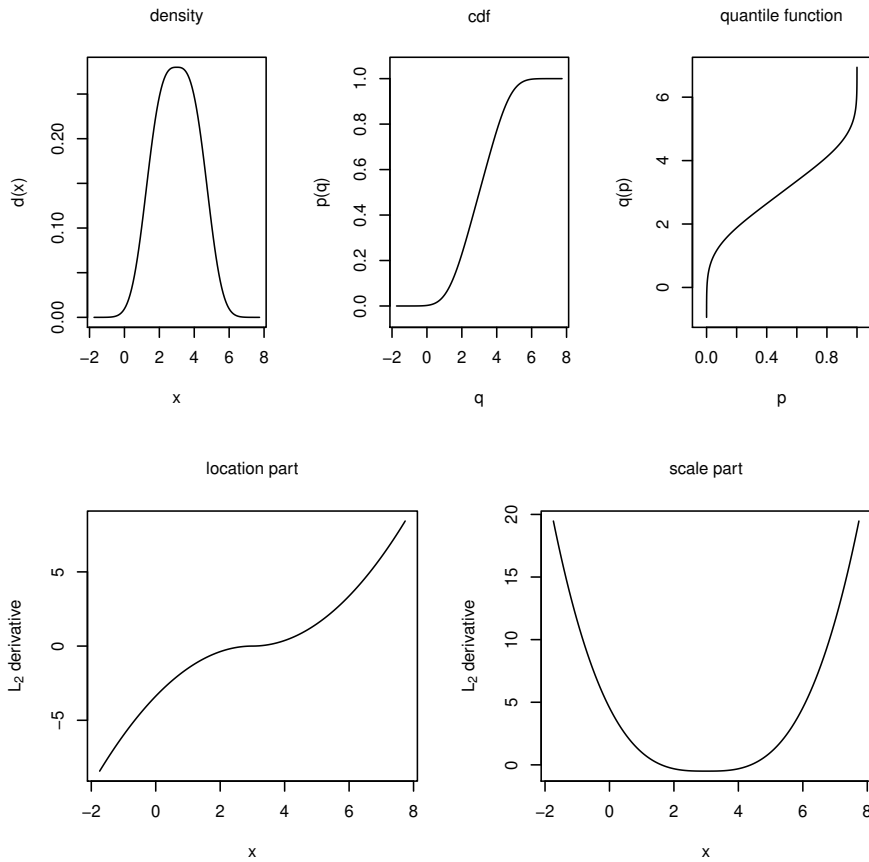 density
d(x)
0.00 0.10 0.20
−2 0 2 4 6 8
x
cdf
p(q)
0.0 0.2 0.4 0.6 0.8 1.0
−2 0 2 4 6 8
q
quantile function
q(p)
0 2 4 6
0.0 0.4 0.8
p
location part
L₂ derivative
−5 0 5
−2 0 2 4 6 8
x
scale part
L₂ derivative
0 5 10 15 20
−2 0 2 4 6 8
x